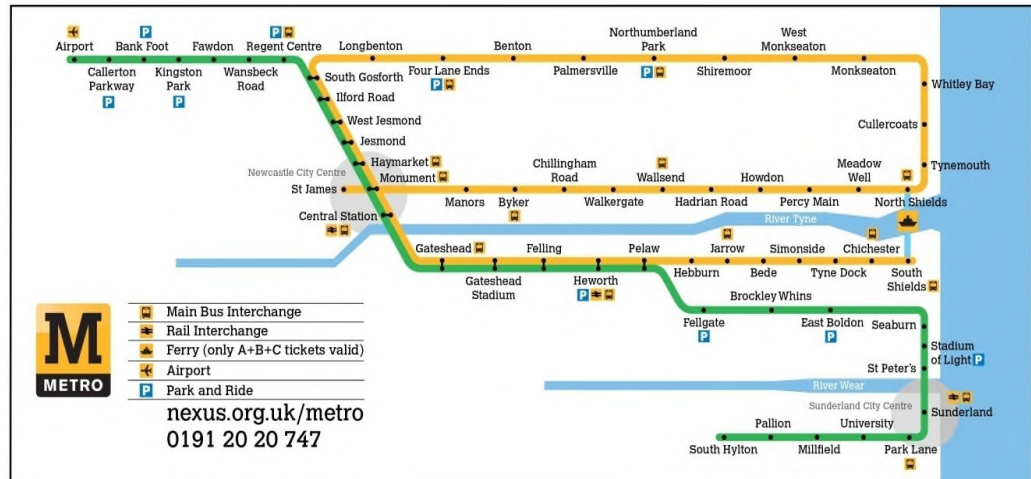 Airport
Bank Foot
Fawdon
Regent Centre
P
P
Callerton
Parkway
P
Kingston
Park
P
Wansbeck
Road
Longbenton
Benton
Northumberland
Park
P
West
Monkseaton
South Gosforth
Four Lane Ends
P
Palmersville
Shiremoor
Monkseaton
Ilford Road
Whitley Bay
West Jesmond
Cullercoats
Jesmond
Haymarket
Newcastle City Centre
Monument
St James
Chillingham
Road
Wallsend
Howdon
Meadow
Well
Tynemouth
Manors
Byker
Walkergate
Hadrian Road
Percy Main
North Shields
Central Station
River Tyne
Gateshead
Felling
Pelaw
Jarrow
Simonside
Chichester
Gateshead
Stadium
Heworth
P
Hebburn
Bede
Tyne Dock
South
Shields
Brockley Whins
Fellgate
P
East Boldon
P
Seaburn
Stadium
of Light P
St Peter's
River Wear
Sunderland City Centre
Sunderland
Pallion
University
South Hylton
Millfield
Park Lane
M
METRO
Main Bus Interchange
Rail Interchange
Ferry (only A+B+C tickets valid)
Airport
P Park and Ride
nexus.org.uk/metro
0191 20 20 747